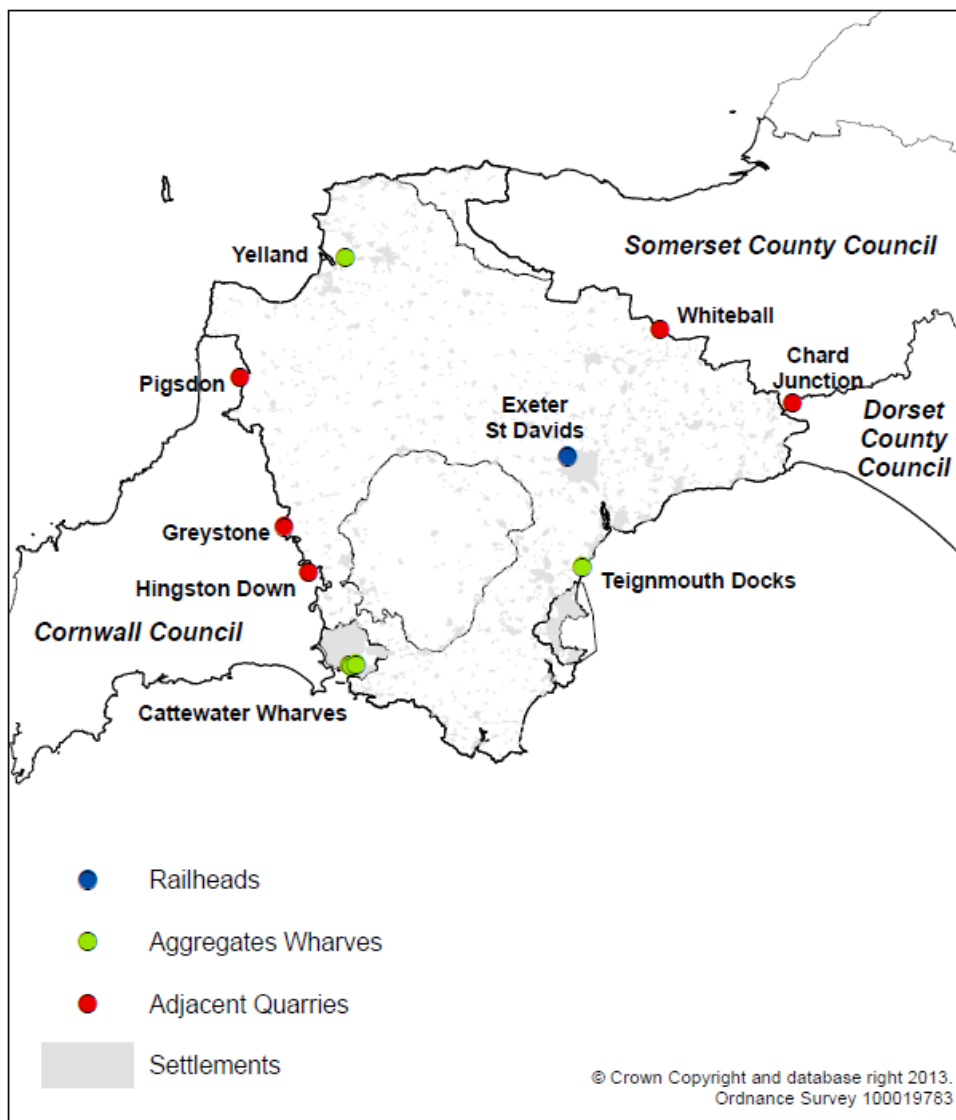 Yelland
Somerset County Council
Whiteball
Pigsdon
Chard
Junction
Exeter
St Davids
Dorset
County
Council
Greystone
Hingston Down
Teignmouth Docks
Cornwall Council
Cattewater Wharves
Railheads
Aggregates Wharves
Adjacent Quarries
Settlements
© Crown Copyright and database right 2013.
Ordnance Survey 100019783